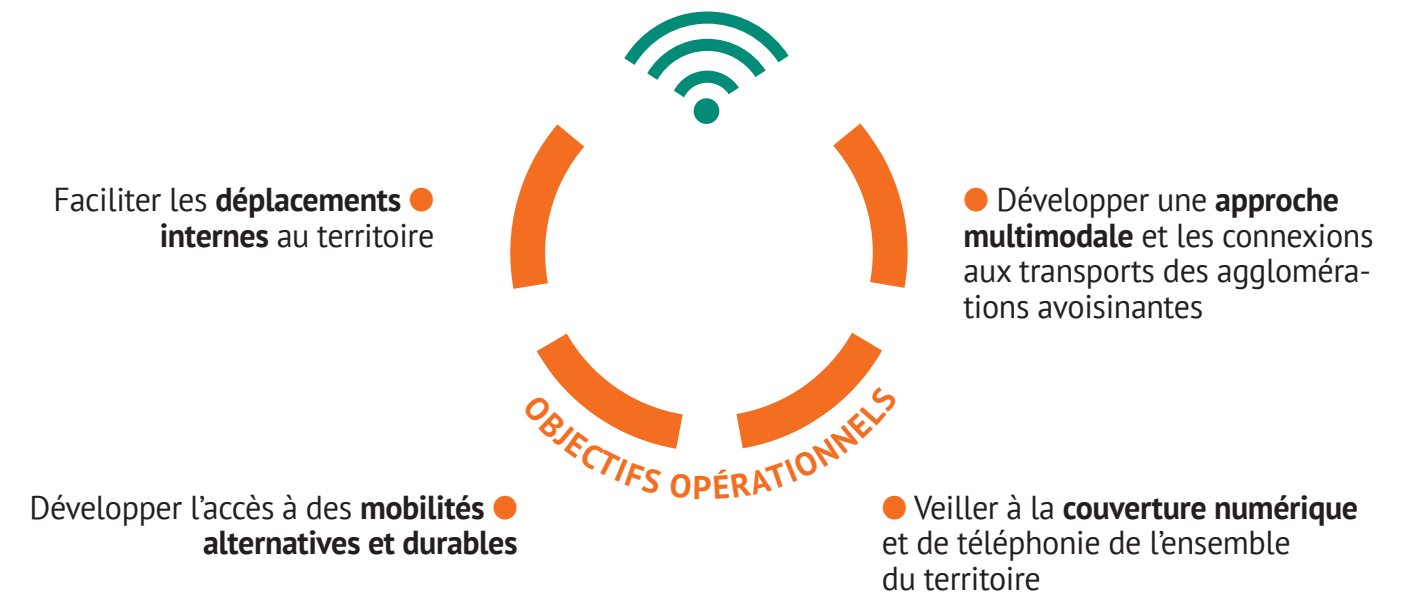 Faciliter les déplacements
internes au territoire
Développer une approche
multimodale et les connexions
aux transports des aggloméra-
tions avoisinantes
OBJECTIFS OPÉRATIONNELS
Développer l’accès à des mobilités
alternatives et durables
Veiller à la couverture numérique
et de téléphonie de l’ensemble
du territoire